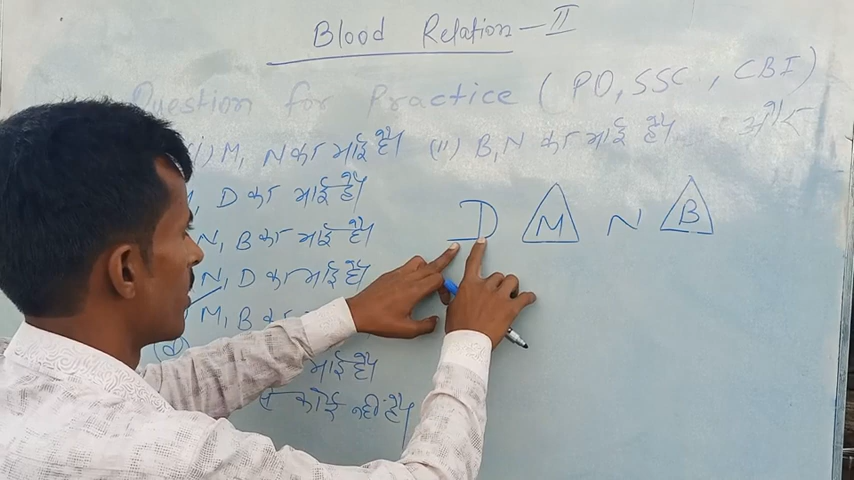 Blood Relation-II
Question for Practice (PO, SSC, CBI)
(i) M, N का भाई है। (ii) B, N का भाई है। और
, D का भाई है।
N, B का भाई है।
N, D का भाई है।
M, B का
भाई है।
कोई नही है।
D M N B